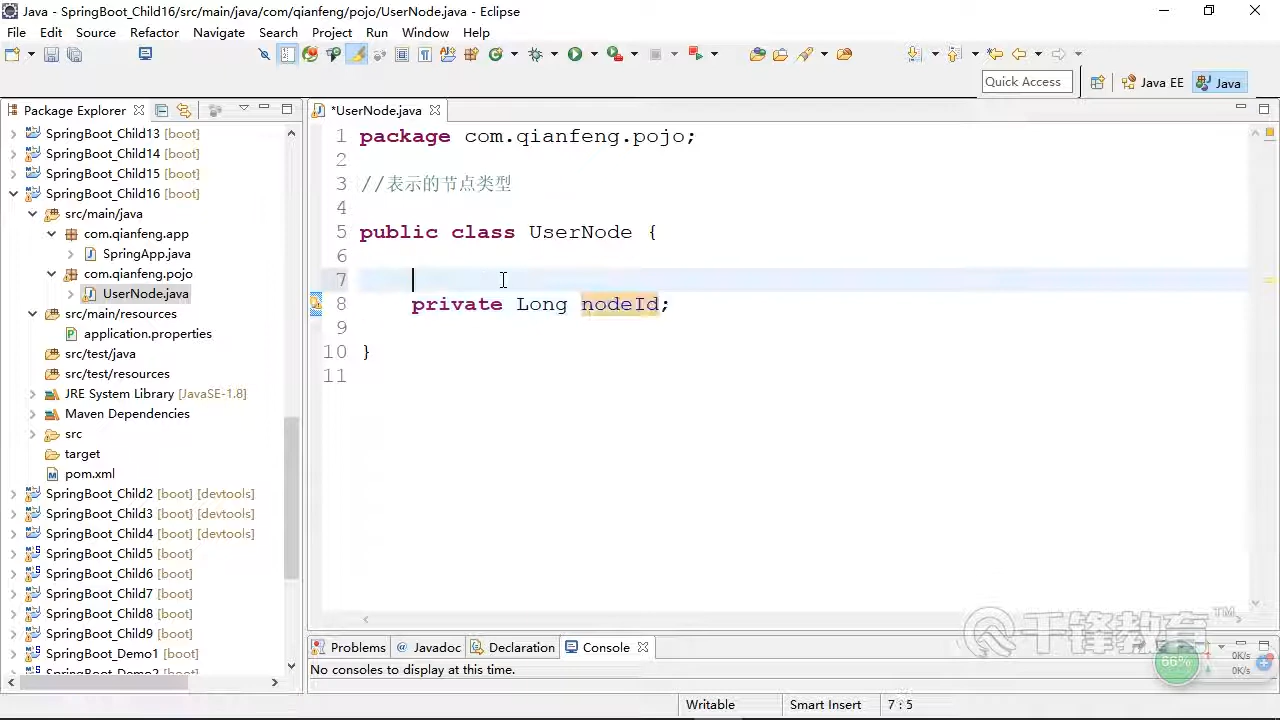 Java - SpringBoot_Child16/src/main/java/com/qianfeng/pojo/UserNode.java - Eclipse
File Edit Source Refactor Navigate Search Project Run Window Help
Quick Access
Java EE
Java
Package Explorer
*UserNode.java
SpringBoot_Child13 [boot]
SpringBoot_Child14 [boot]
SpringBoot_Child15 [boot]
SpringBoot_Child16 [boot]
src/main/java
com.qianfeng.app
SpringApp.java
com.qianfeng.pojo
UserNode.java
src/main/resources
application.properties
src/test/java
src/test/resources
JRE System Library [JavaSE-1.8]
Maven Dependencies
src
target
pom.xml
SpringBoot_Child2 [boot] [devtools]
SpringBoot_Child3 [boot] [devtools]
SpringBoot_Child4 [boot] [devtools]
SpringBoot_Child5 [boot]
SpringBoot_Child6 [boot]
SpringBoot_Child7 [boot]
SpringBoot_Child8 [boot]
SpringBoot_Child9 [boot]
SpringBoot_Demo1 [boot]
SpringBoot_Demo2 [boot]
1 package com.qianfeng.pojo;
2
3 //表示的节点类型
4
5 public class UserNode {
6
7
8 private Long nodeId;
9
10 }
11
千锋教育™
Problems Javadoc Declaration Console
No consoles to display at this time.
66%
0K/s
0K/s
Writable
Smart Insert
7 : 5